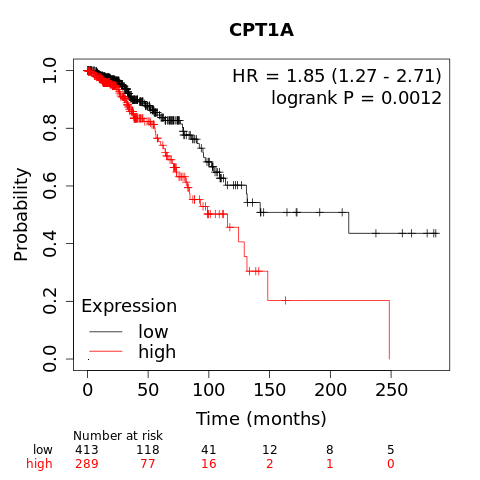 CPT1A
HR = 1.85 (1.27 - 2.71)
logrank P = 0.0012
Probability
1.0
0.8
0.6
0.4
0.2
0.0
Expression
low
high
0 50 100 150 200 250
Time (months)
Number at risk
low 413 118 41 12 8 5
high 289 77 16 2 1 0